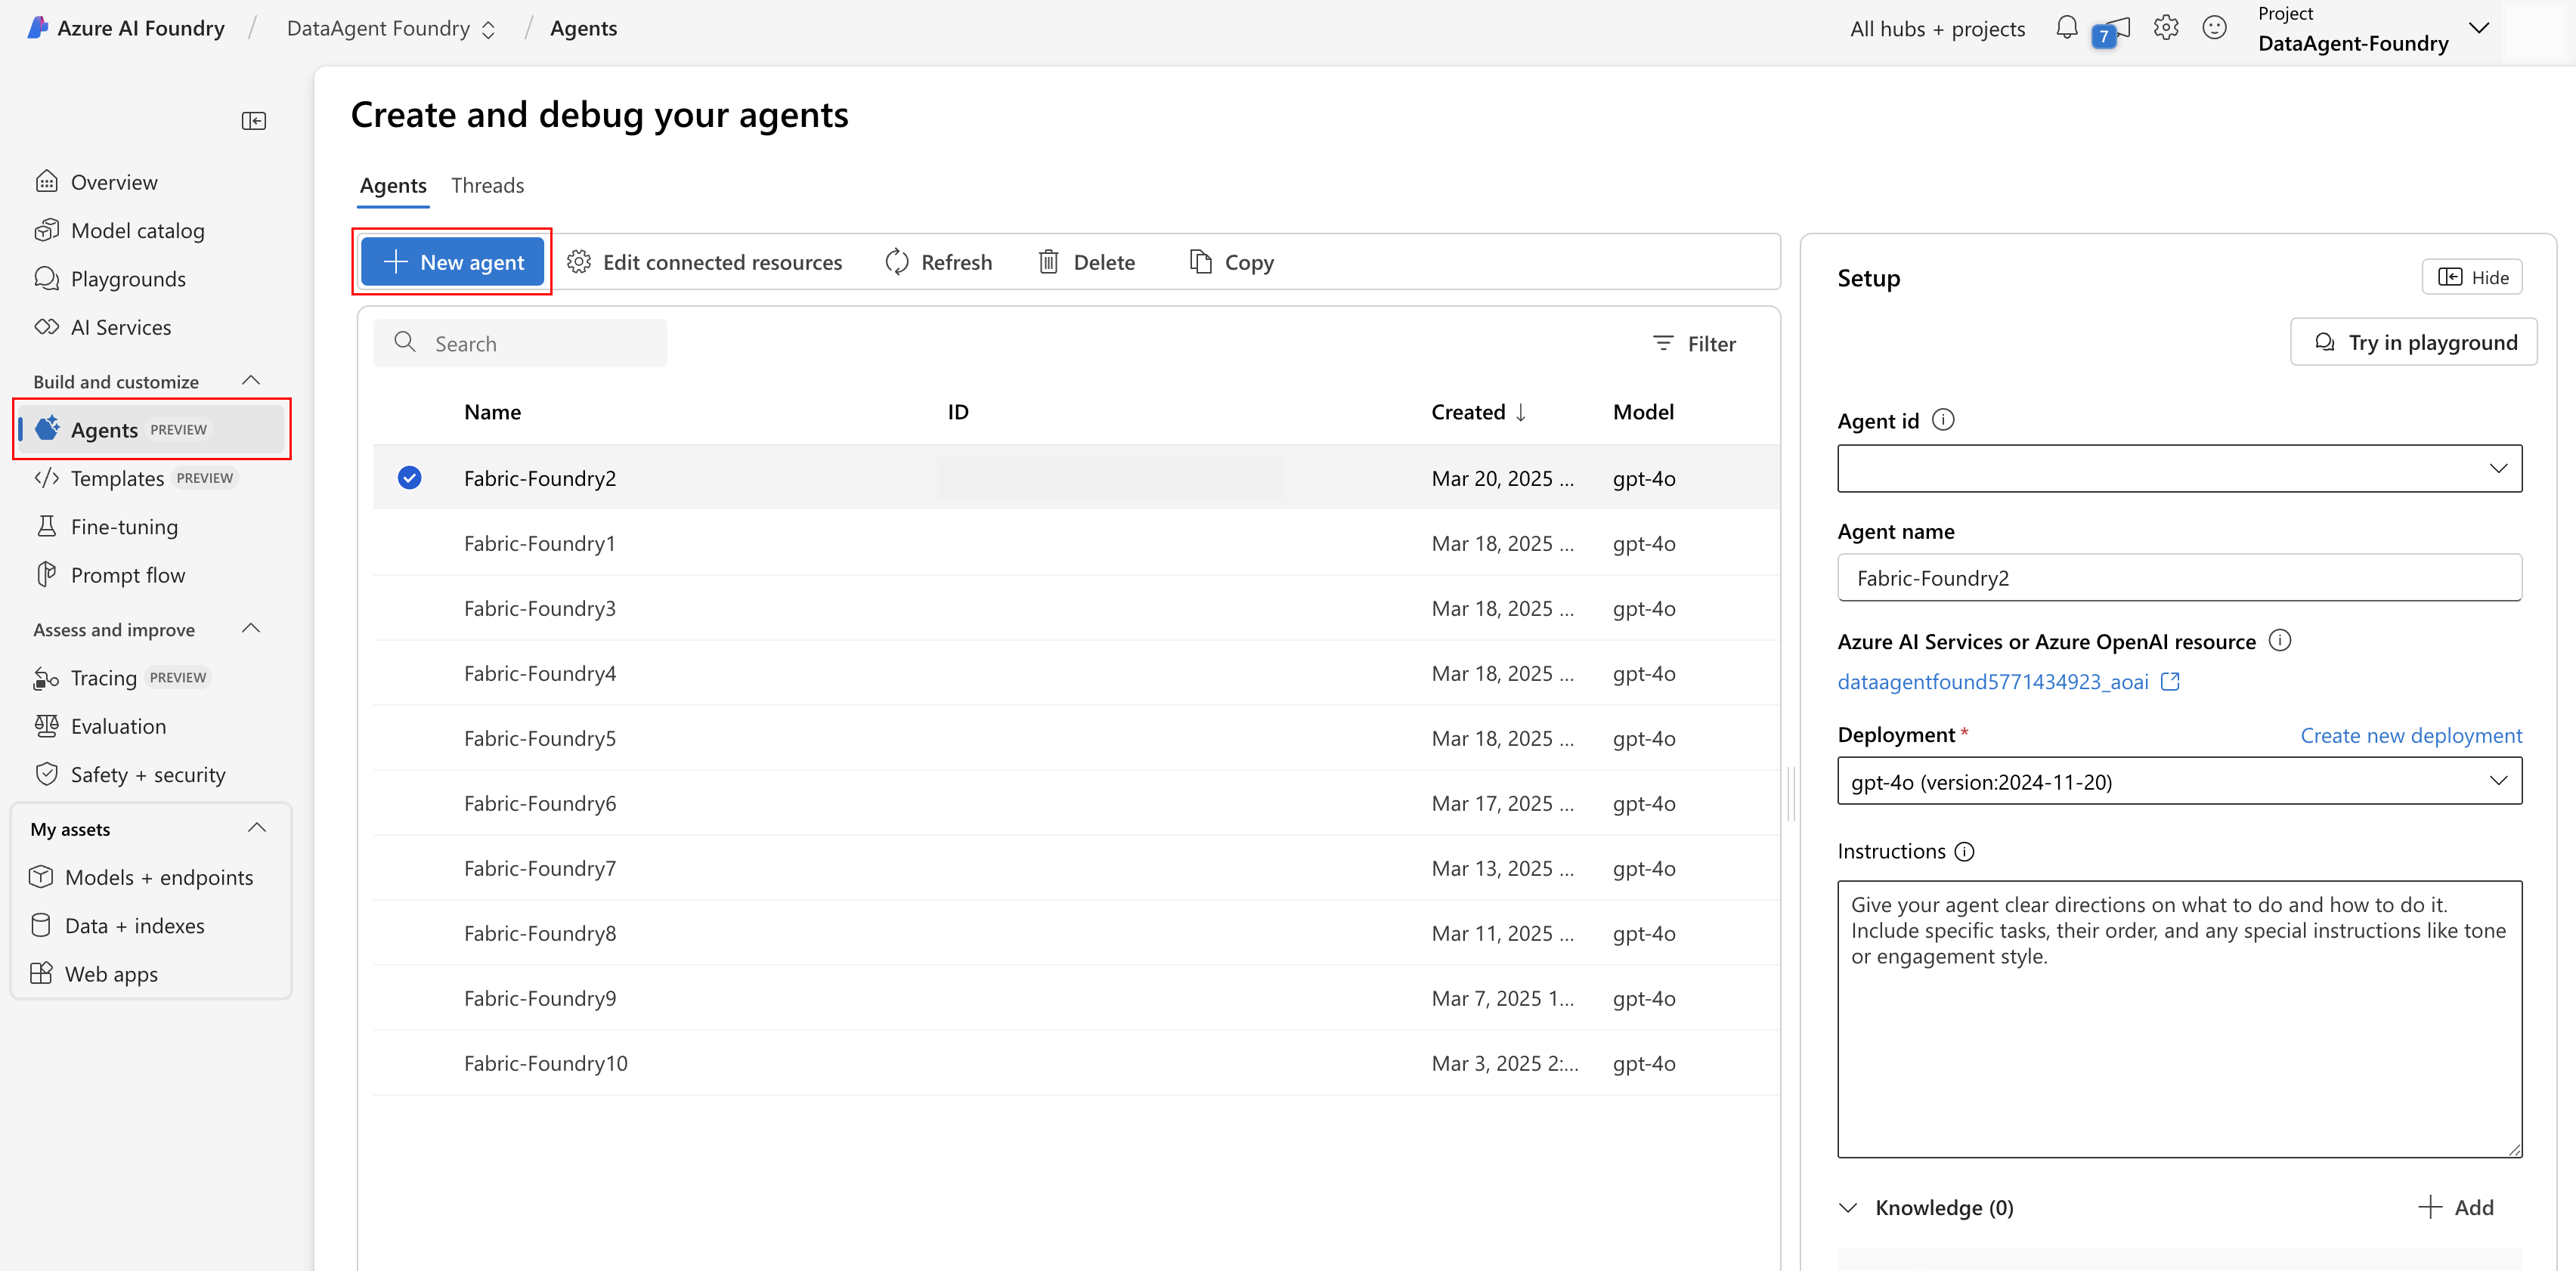 Azure AI Foundry / DataAgent Foundry / Agents
All hubs + projects
7
Project
DataAgent-Foundry
Overview
Model catalog
Playgrounds
AI Services
Build and customize
Agents PREVIEW
Templates PREVIEW
Fine-tuning
Prompt flow
Assess and improve
Tracing PREVIEW
Evaluation
Safety + security
My assets
Models + endpoints
Data + indexes
Web apps
Create and debug your agents
Agents Threads
New agent Edit connected resources Refresh Delete Copy
Search Filter
Name ID Created Model
Fabric-Foundry2 Mar 20, 2025 ... gpt-4o
Fabric-Foundry1 Mar 18, 2025 ... gpt-4o
Fabric-Foundry3 Mar 18, 2025 ... gpt-4o
Fabric-Foundry4 Mar 18, 2025 ... gpt-4o
Fabric-Foundry5 Mar 18, 2025 ... gpt-4o
Fabric-Foundry6 Mar 17, 2025 ... gpt-4o
Fabric-Foundry7 Mar 13, 2025 ... gpt-4o
Fabric-Foundry8 Mar 11, 2025 ... gpt-4o
Fabric-Foundry9 Mar 7, 2025 1... gpt-4o
Fabric-Foundry10 Mar 3, 2025 2:... gpt-4o
Setup Hide
Try in playground
Agent id
Agent name
Fabric-Foundry2
Azure AI Services or Azure OpenAI resource
dataagentfound5771434923_aoai
Deployment * Create new deployment
gpt-4o (version:2024-11-20)
Instructions
Give your agent clear directions on what to do and how to do it.
Include specific tasks, their order, and any special instructions like tone
or engagement style.
Knowledge (0) Add